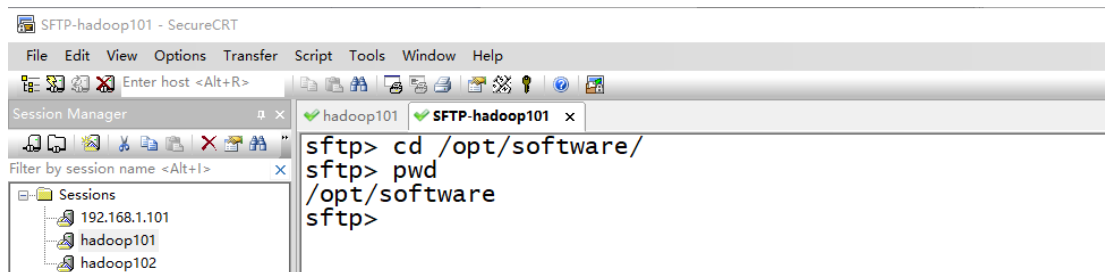 SFTP-hadoop101 - SecureCRT
File Edit View Options Transfer Script Tools Window Help
Enter host <Alt+R>
Session Manager
hadoop101 SFTP-hadoop101
Filter by session name <Alt+I>
Sessions
192.168.1.101
hadoop101
hadoop102
sftp> cd /opt/software/
sftp> pwd
/opt/software
sftp>